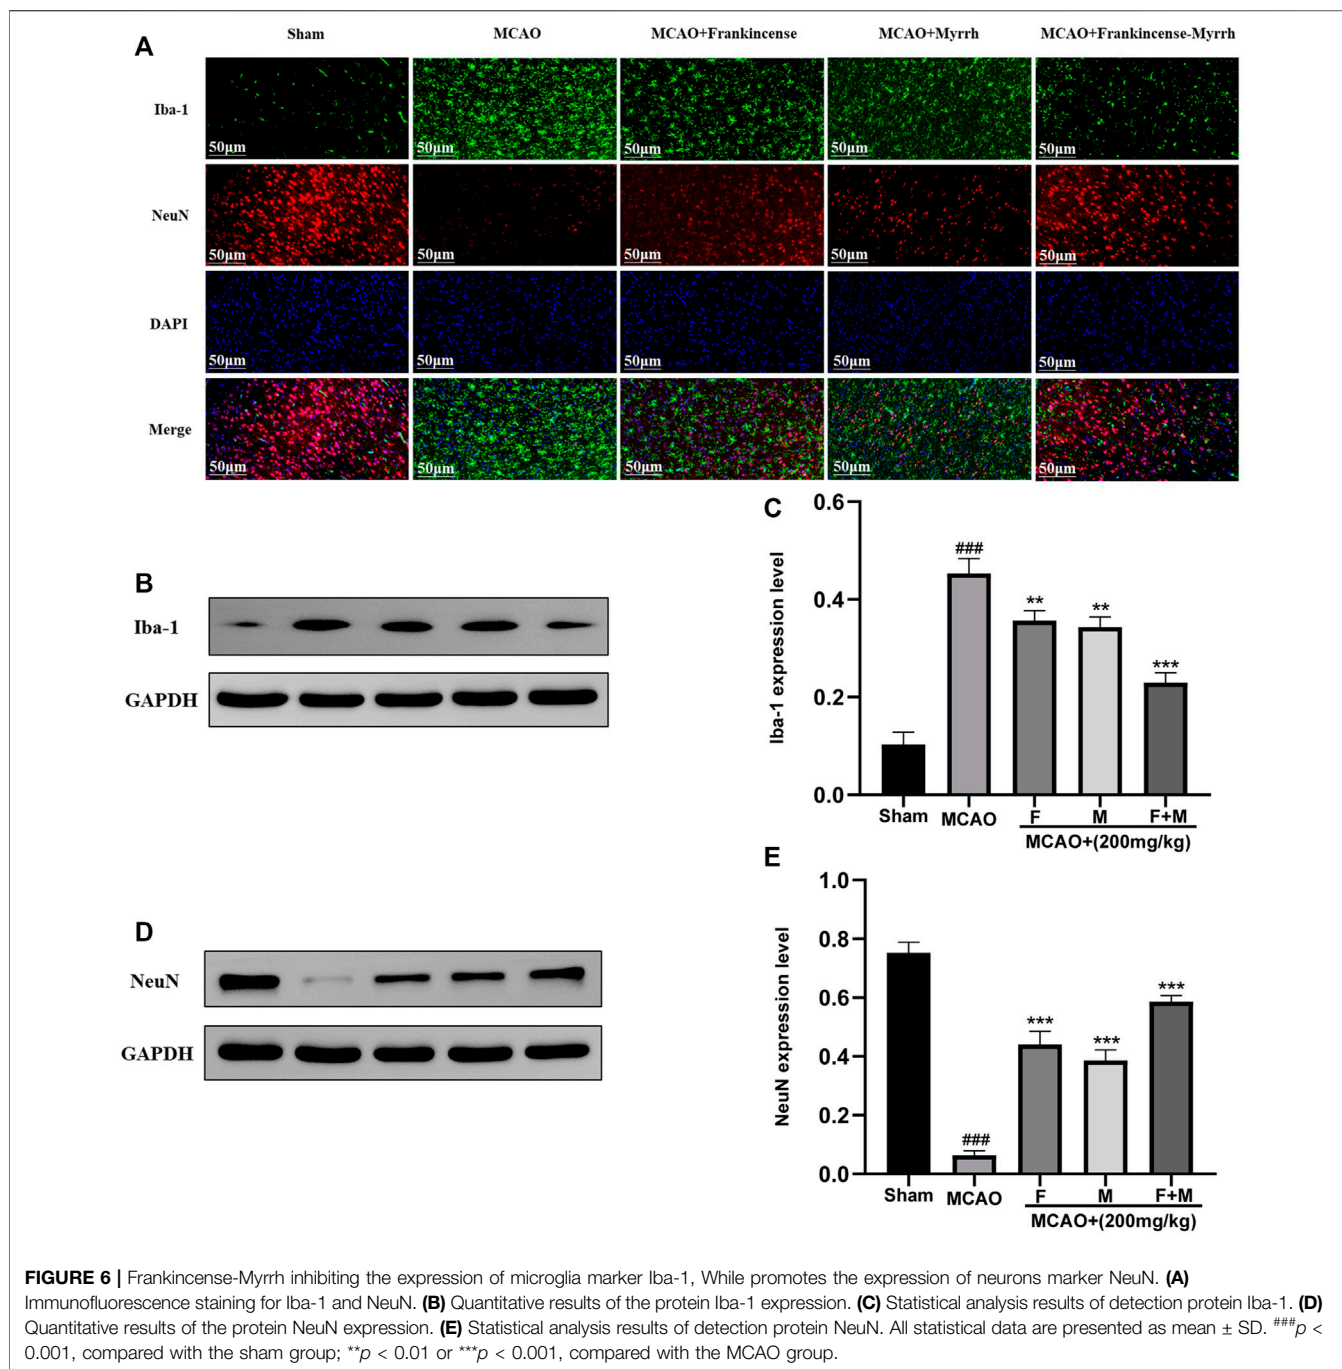 A
Sham MCAO MCAO+Frankincense MCAO+Myrrh MCAO+Frankincense-Myrrh
Iba-1
50μm 50μm 50μm 50μm 50μm
NeuN
50μm 50μm 50μm 50μm 50μm
DAPI
50μm 50μm 50μm 50μm 50μm
Merge
50μm 50μm 50μm 50μm 50μm
B
Iba-1
GAPDH
C
Iba-1 expression level
0.6
0.4
0.2
0.0
###
**
**
***
Sham MCAO F M F+M
MCAO+(200mg/kg)
D
NeuN
GAPDH
E
NeuN expression level
1.0
0.8
0.6
0.4
0.2
0.0
###
***
***
***
Sham MCAO F M F+M
MCAO+(200mg/kg)
FIGURE 6 | Frankincense-Myrrh inhibiting the expression of microglia marker Iba-1, While promotes the expression of neurons marker NeuN. (A)
Immunofluorescence staining for Iba-1 and NeuN. (B) Quantitative results of the protein Iba-1 expression. (C) Statistical analysis results of detection protein Iba-1. (D)
Quantitative results of the protein NeuN expression. (E) Statistical analysis results of detection protein NeuN. All statistical data are presented as mean ± SD. ###p <
0.001, compared with the sham group; **p < 0.01 or ***p < 0.001, compared with the MCAO group.